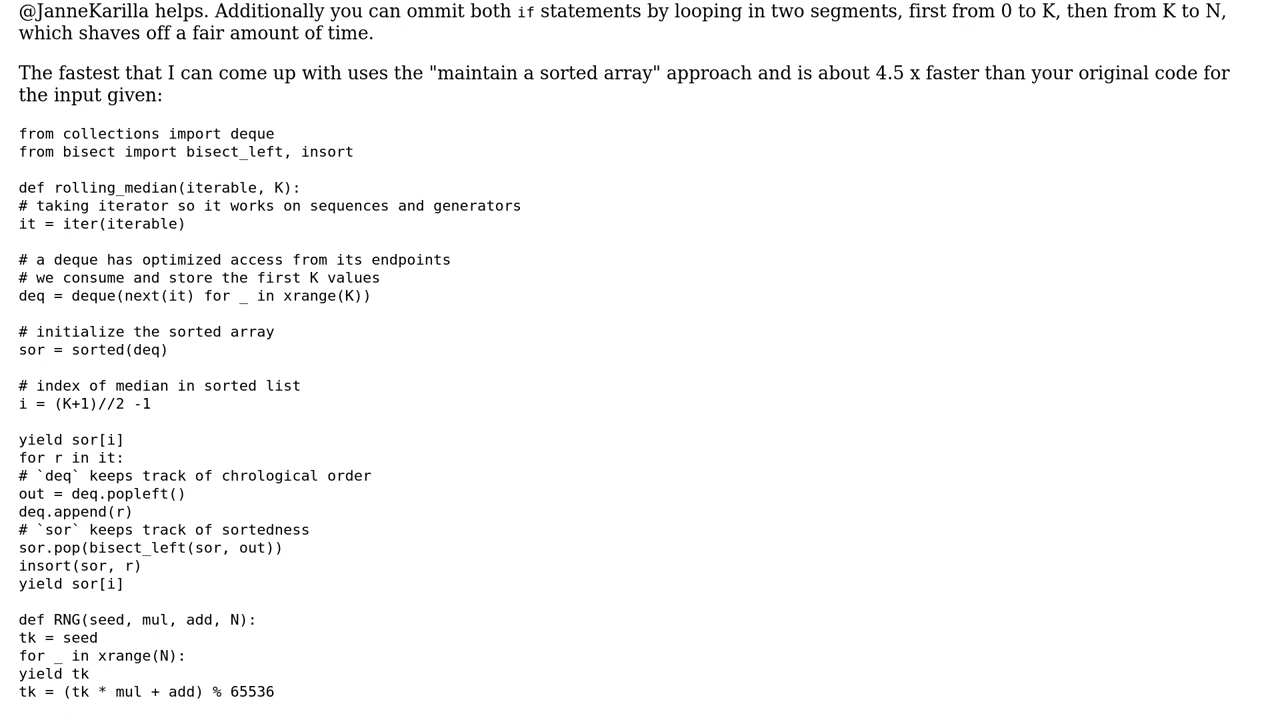 @JanneKarilla helps. Additionally you can ommit both if statements by looping in two segments, first from 0 to K, then from K to N,
which shaves off a fair amount of time.
The fastest that I can come up with uses the "maintain a sorted array" approach and is about 4.5 x faster than your original code for
the input given:
from collections import deque
from bisect import bisect_left, insort
def rolling_median(iterable, K):
# taking iterator so it works on sequences and generators
it = iter(iterable)
# a deque has optimized access from its endpoints
# we consume and store the first K values
deq = deque(next(it) for _ in xrange(K))
# initialize the sorted array
sor = sorted(deq)
# index of median in sorted list
i = (K+1)//2 -1
yield sor[i]
for r in it:
# `deq` keeps track of chrological order
out = deq.popleft()
deq.append(r)
# `sor` keeps track of sortedness
sor.pop(bisect_left(sor, out))
insort(sor, r)
yield sor[i]
def RNG(seed, mul, add, N):
tk = seed
for _ in xrange(N):
yield tk
tk = (tk * mul + add) % 65536